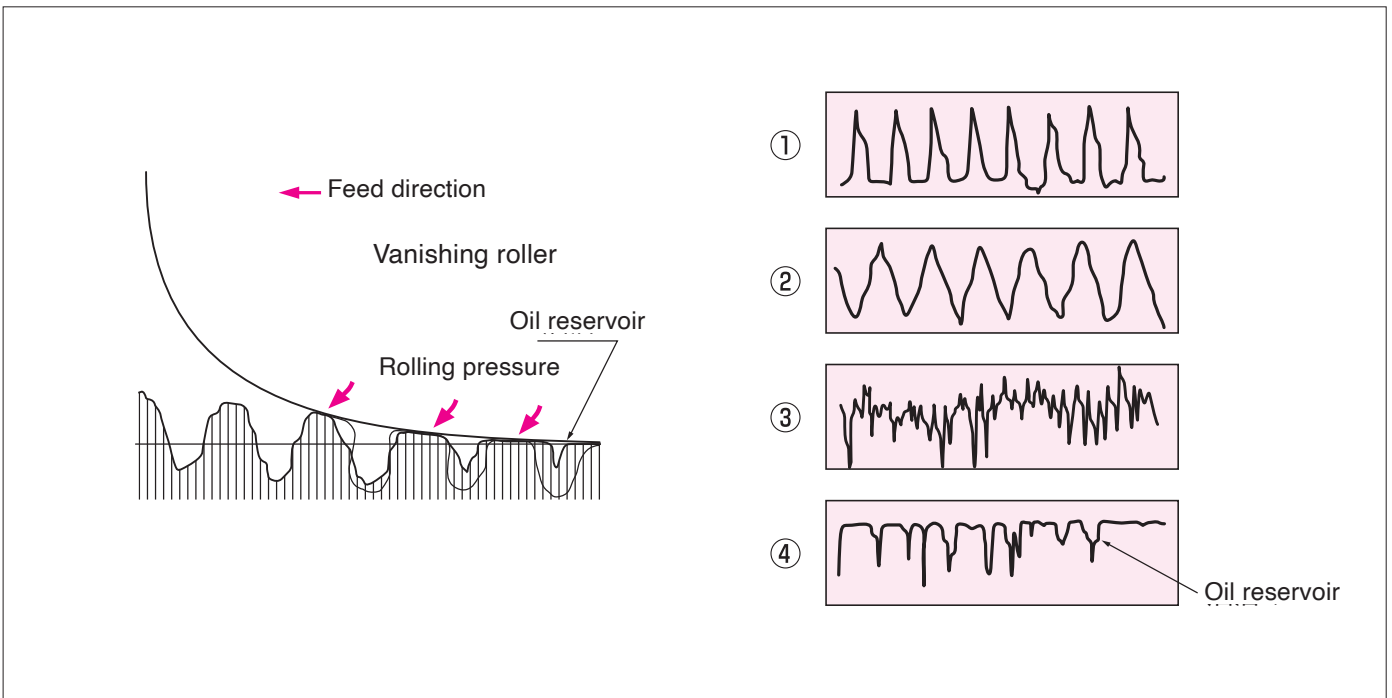 Feed direction
Vanishing roller
Oil reservoir
Rolling pressure
①
②
③
④
Oil reservoir